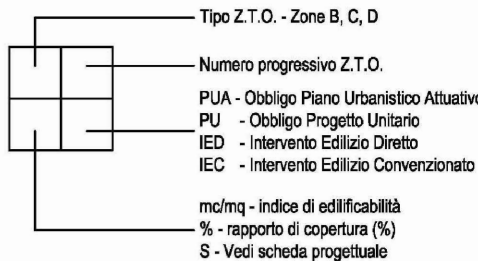 Tipo Z.T.O. - Zone B, C, D
Numero progressivo Z.T.O.
PUA - Obbligo Piano Urbanistico Attuativo
PU - Obbligo Progetto Unitario
IED - Intervento Edilizio Diretto
IEC - Intervento Edilizio Convenzionato
mc/mq - indice di edilificabilità
% - rapporto di copertura (%)
S - Vedi scheda progettuale